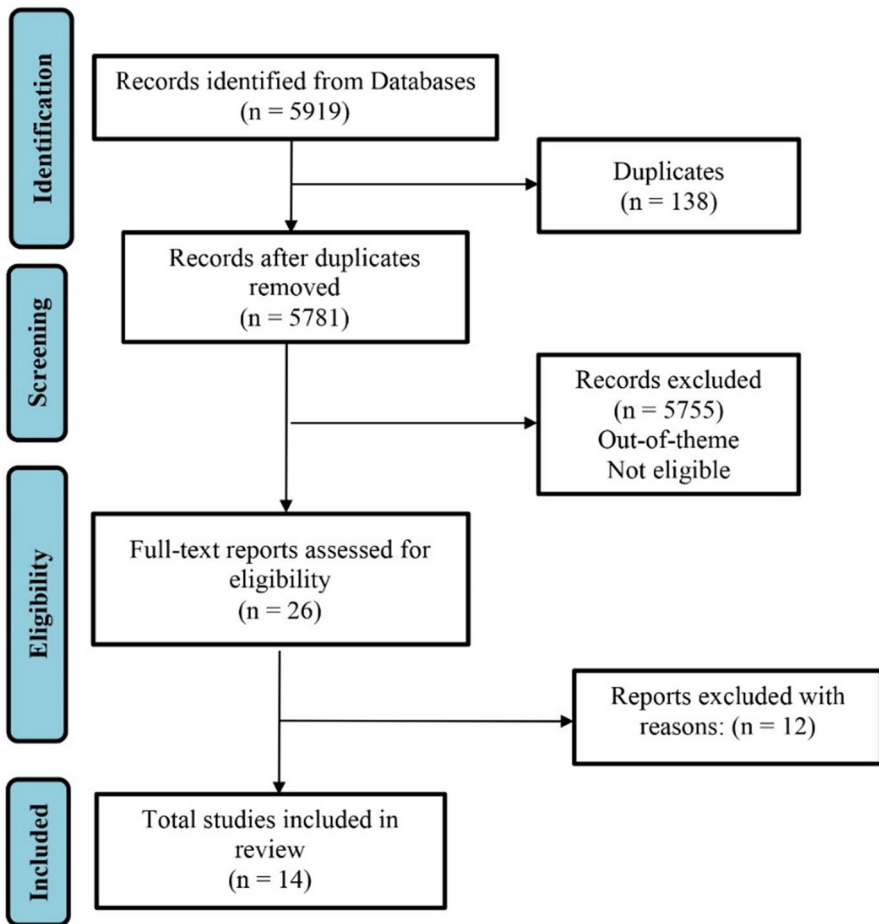 Identification
Records identified from Databases
(n = 5919)
Duplicates
(n = 138)
Records after duplicates
removed
(n = 5781)
Screening
Records excluded
(n = 5755)
Out-of-theme
Not eligible
Eligibility
Full-text reports assessed for
eligibility
(n = 26)
Reports excluded with
reasons: (n = 12)
Included
Total studies included in
review
(n = 14)